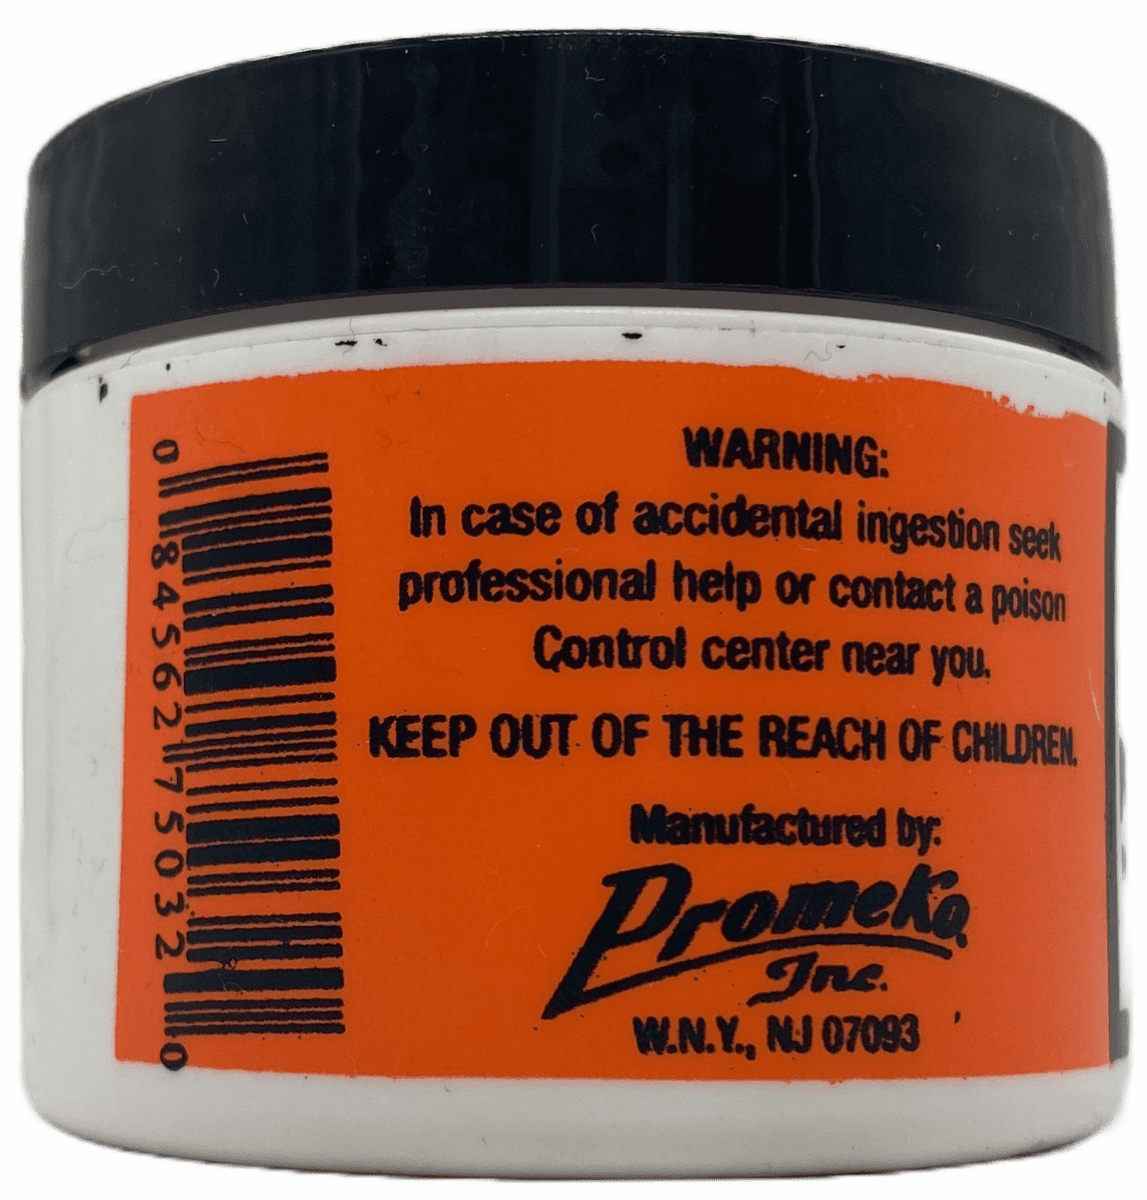 0 84562 75032 0
WARNING:
In case of accidental ingestion seek
professional help or contact a poison
Control center near you.
KEEP OUT OF THE REACH OF CHILDREN.
Manufactured by:
Promeko
Inc.
W.N.Y., NJ 07093